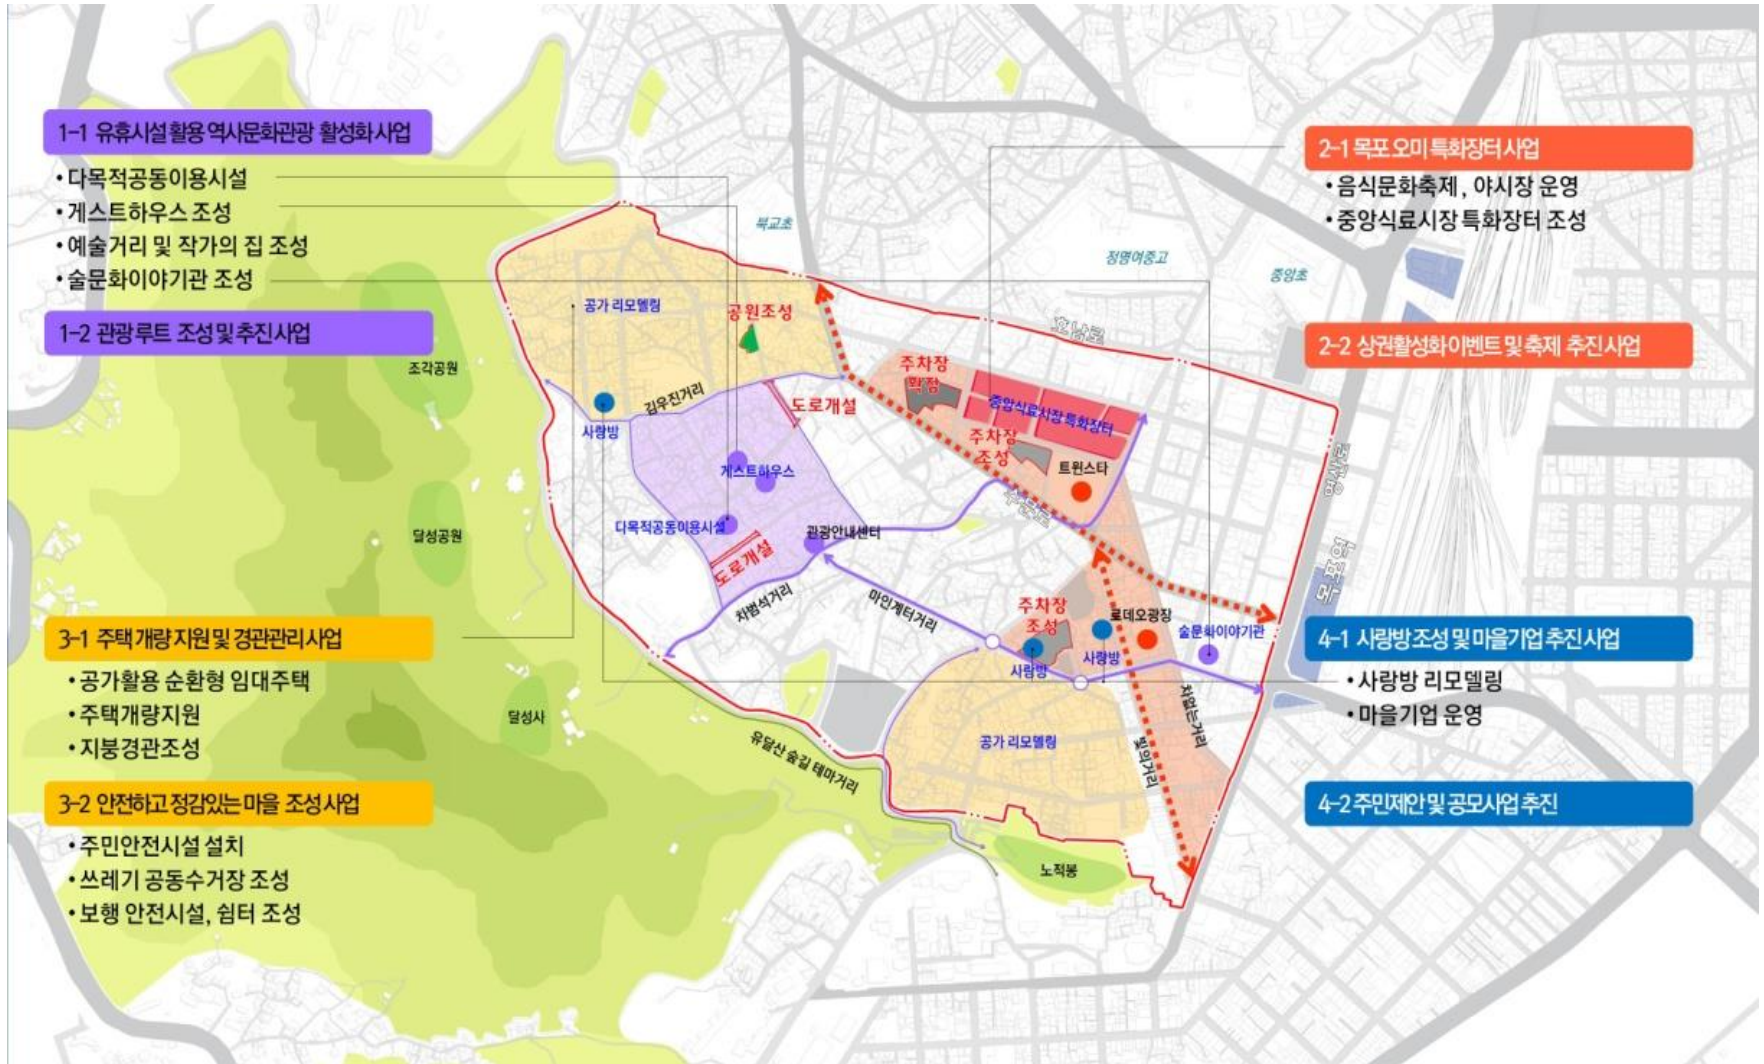 1-1 유휴시설 활용 역사문화관광 활성화 사업
• 다목적공동이용시설
• 게스트하우스 조성
• 예술거리 및 작가의 집 조성
• 술문화이야기관 조성
1-2 관광루트 조성 및 추진사업
3-1 주택 개량 지원 및 경관관리 사업
• 공가활용 순환형 임대주택
• 주택개량지원
• 지붕경관조성
3-2 안전하고 정감있는 마을 조성 사업
• 주민안전시설 설치
• 쓰레기 공동수거장 조성
• 보행 안전시설, 쉼터 조성
2-1 목포 오미 특화장터 사업
• 음식문화축제, 야시장 운영
• 중앙식료시장 특화장터 조성
2-2 상권활성화 이벤트 및 축제 추진 사업
4-1 사랑방 조성 및 마을기업 추진사업
• 사랑방 리모델링
• 마을기업 운영
4-2 주민제안 및 공모사업 추진
북교초
정명여중고
중앙초
호남로
공가 리모델링
공원조성
주차장
확점
중앙식료시장 특화장터
조각공원
김우진거리
도로개설
사랑방
주차장
조성
트윈스타
게스트하우스
수문로
다목적공동이용시설
관광안내센터
달성공원
도로개설
차범석거리
마인계터거리
주차장
조성
로데오광장
술문화이야기관
사랑방
사랑방
달성사
차없는거리
빛의거리
공가 리모델링
유달산 숲길 테마거리
노적봉